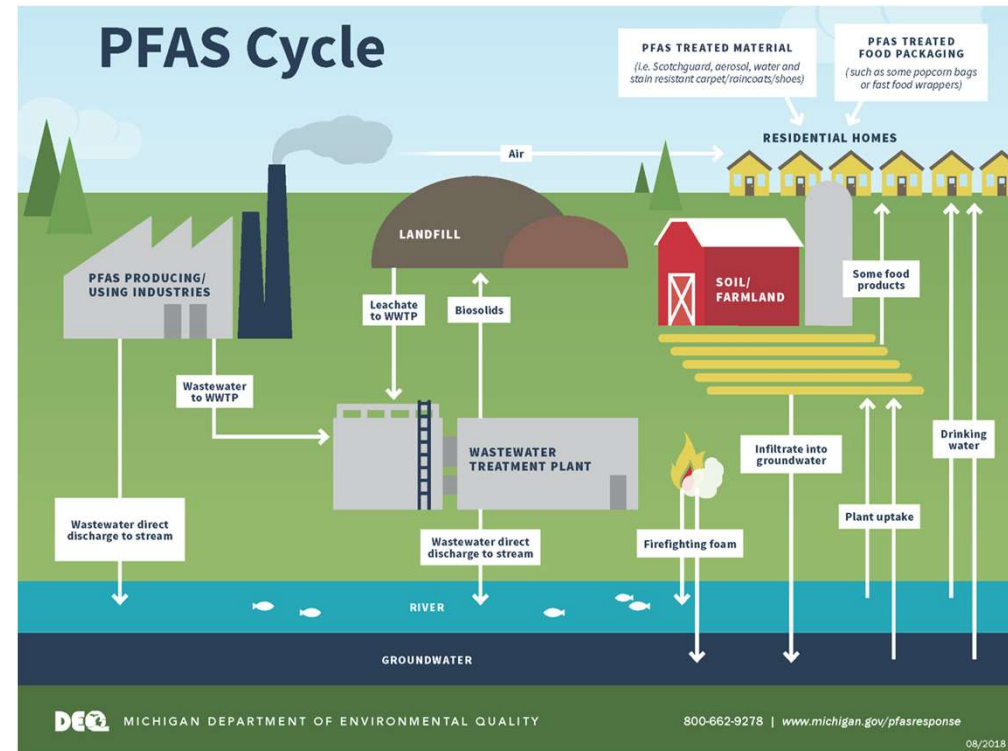 PFAS Cycle
PFAS TREATED MATERIAL
(i.e. Scotchguard, aerosol, water and
stain resistant carpet/raincoats/shoes)
PFAS TREATED
FOOD PACKAGING
(such as some popcorn bags
or fast food wrappers)
RESIDENTIAL HOMES
Air
LANDFILL
PFAS PRODUCING/
USING INDUSTRIES
SOIL/
FARMLAND
Some food
products
Leachate
to WWTP
Biosolids
Wastewater
to WWTP
WASTEWATER
TREATMENT PLANT
Infiltrate into
groundwater
Drinking
water
Plant uptake
Wastewater direct
discharge to stream
Wastewater direct
discharge to stream
Firefighting foam
RIVER
GROUNDWATER
DEQ MICHIGAN DEPARTMENT OF ENVIRONMENTAL QUALITY
800-662-9278 | www.michigan.gov/pfasresponse
08/2018